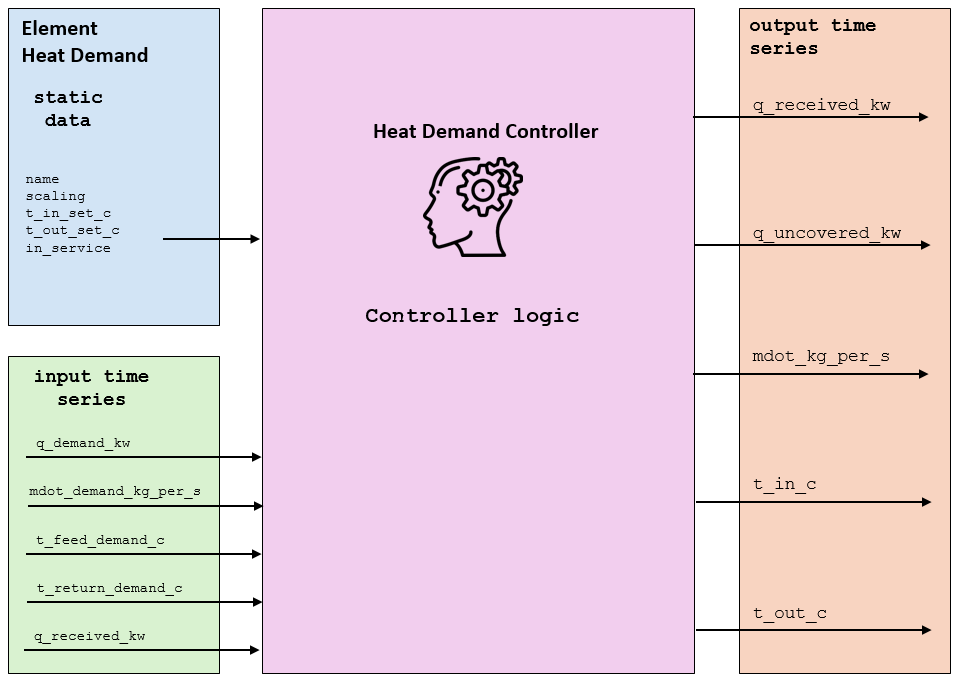 Element
Heat Demand
static
data
name
scaling
t_in_set_c
t_out_set_c
in_service
input time
series
q_demand_kw
mdot_demand_kg_per_s
t_feed_demand_c
t_return_demand_c
q_received_kw
Heat Demand Controller
Controller logic
output time
series
q_received_kw
q_uncovered_kw
mdot_kg_per_s
t_in_c
t_out_c